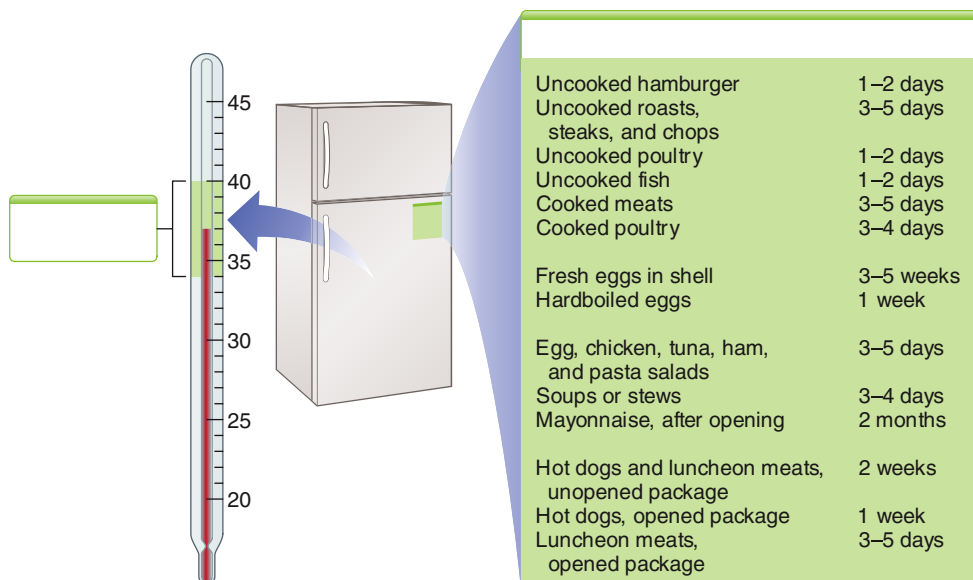 45
40
35
30
25
20
Uncooked hamburger 1–2 days
Uncooked roasts, 3–5 days
steaks, and chops
Uncooked poultry 1–2 days
Uncooked fish 1–2 days
Cooked meats 3–5 days
Cooked poultry 3–4 days
Fresh eggs in shell 3–5 weeks
Hardboiled eggs 1 week
Egg, chicken, tuna, ham, 3–5 days
and pasta salads
Soups or stews 3–4 days
Mayonnaise, after opening 2 months
Hot dogs and luncheon meats, 2 weeks
unopened package
Hot dogs, opened package 1 week
Luncheon meats, 3–5 days
opened package